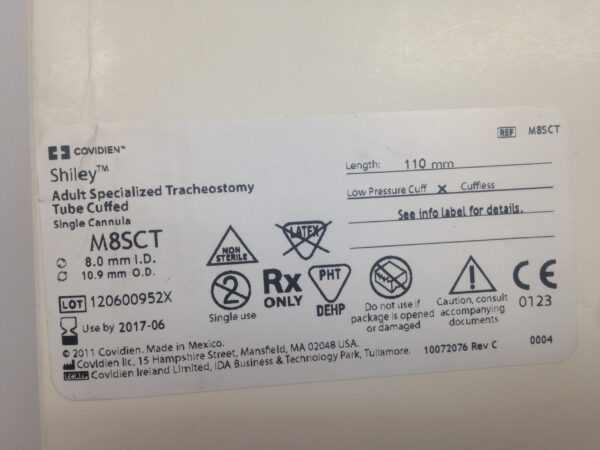 COVIDIEN™
REF M8SCT
Shiley™
Adult Specialized Tracheostomy
Tube Cuffed
Single Cannula
M8SCT
8.0 mm I.D.
10.9 mm O.D.
LOT 120600952X
Use by 2017-06
Length: 110 mm
Low Pressure Cuff X Cuffless
See info label for details.
NON
STERILE
LATEX
2
Single use
Rx
ONLY
PHT
DEHP
Do not use if
package is opened
or damaged
Caution, consult
accompanying
documents
CE
0123
© 2011 Covidien. Made in Mexico.
Covidien llc, 15 Hampshire Street, Mansfield, MA 02048 USA.
EC REP Covidien Ireland Limited, IDA Business & Technology Park, Tullamore.
10072076 Rev C
0004